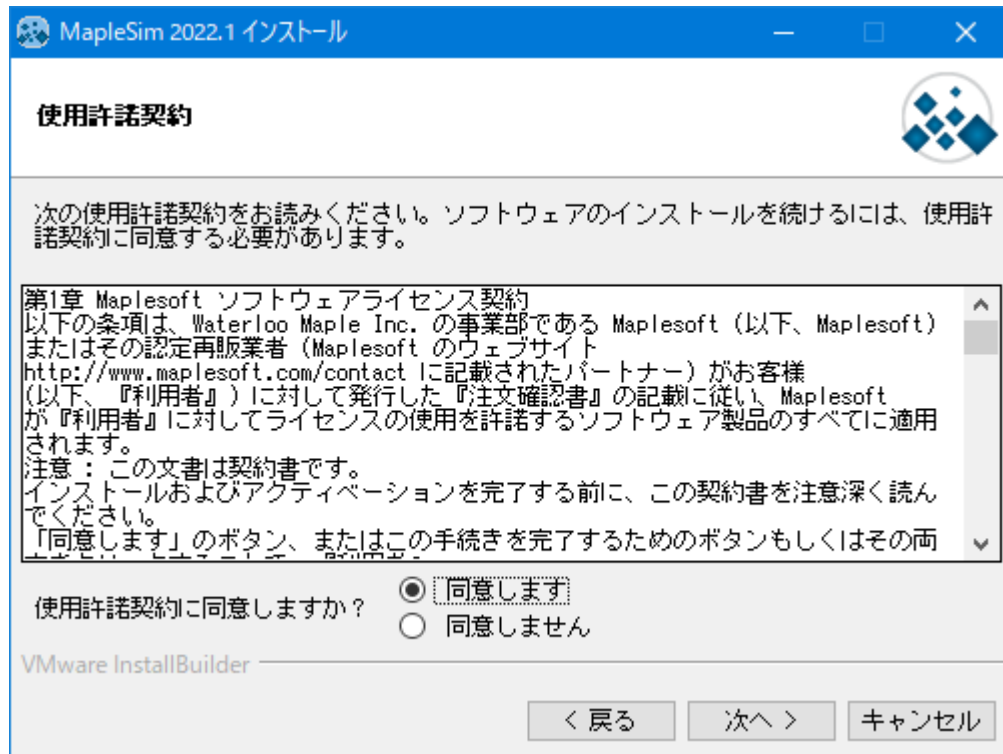 MapleSim 2022.1 インストール
使用許諾契約
次の使用許諾契約をお読みください。ソフトウェアのインストールを続けるには、使用許
諾契約に同意する必要があります。
第1章 Maplesoft ソフトウェアライセンス契約
以下の条項は、Waterloo Maple Inc. の事業部である Maplesoft (以下、Maplesoft)
またはその認定再販業者 (Maplesoft のウェブサイト
http://www.maplesoft.com/contact に記載されたパートナー) がお客様
(以下、『利用者』) に対して発行した『注文確認書』の記載に従い、Maplesoft
が『利用者』に対してライセンスの使用を許諾するソフトウェア製品のすべてに適用
されます。
注意 : この文書は契約書です。
インストールおよびアクティベーションを完了する前に、この契約書を注意深く読ん
でください。
「同意します」のボタン、またはこの手続きを完了するためのボタンもしくはその両
使用許諾契約に同意しますか?
同意します
同意しません
VMware InstallBuilder
< 戻る
次へ >
キャンセル